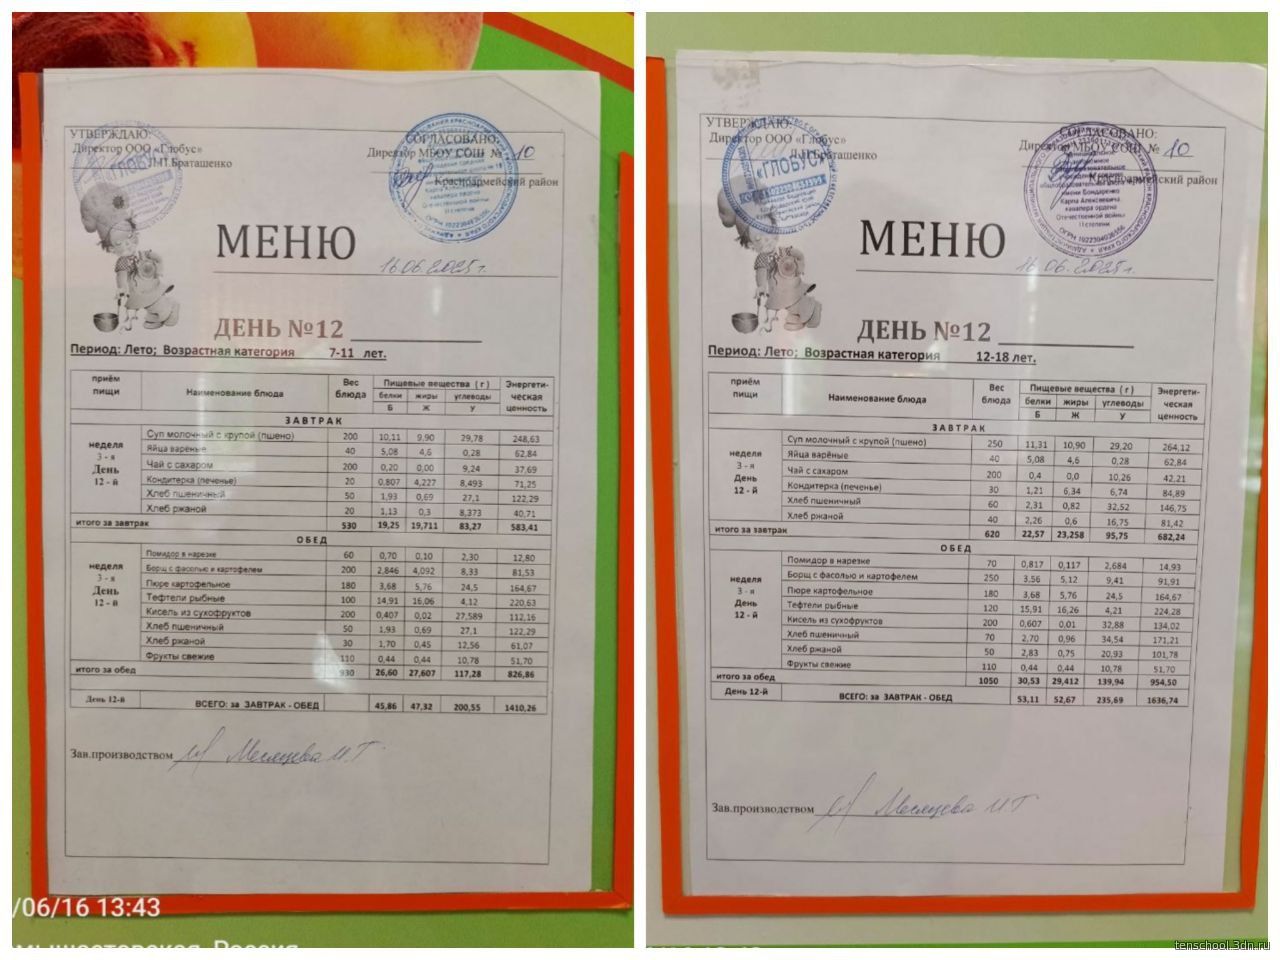 УТВЕРЖДАЮ:
Директор ООО «Глобус»
Л.П.Браташенко
СОГЛАСОВАНО:
Директор МБОУ СОШ № 10
Красноармейский район
МЕНЮ
16.06.2025 г.
ДЕНЬ №12
Период: Лето; Возрастная категория 7-11 лет.
приём пищи Наименование блюда Вес блюда Пищевые вещества ( г ) Энергети-ческая ценность
белки жиры углеводы
Б Ж У
ЗАВТРАК
неделя 3 - я День 12 - й
Суп молочный с крупой (пшено) 200 10,11 9,90 29,78 248,63
Яйца варёные 40 5,08 4,6 0,28 62,84
Чай с сахаром 200 0,20 0,00 9,24 37,69
Кондитерка (печенье) 20 0,807 4,227 8,493 71,25
Хлеб пшеничный 50 1,93 0,69 27,1 122,29
Хлеб ржаной 20 1,13 0,3 8,373 40,71
итого за завтрак 530 19,25 19,711 83,27 583,41
ОБЕД
неделя 3 - я День 12 - й
Помидор в нарезке 60 0,70 0,10 2,30 12,80
Борщ с фасолью и картофелем 200 2,846 4,092 8,33 81,53
Пюре картофельное 180 3,68 5,76 24,5 164,67
Тефтели рыбные 100 14,91 16,06 4,12 220,63
Кисель из сухофруктов 200 0,407 0,02 27,589 112,16
Хлеб пшеничный 50 1,93 0,69 27,1 122,29
Хлеб ржаной 30 1,70 0,45 12,56 61,07
Фрукты свежие 110 0,44 0,44 10,78 51,70
итого за обед 930 26,60 27,607 117,28 826,86
День 12-й ВСЕГО: за ЗАВТРАК - ОБЕД 45,86 47,32 200,55 1410,26
Зав.производством Месяцева И.Г
/06/16 13:43
Россия
УТВЕРЖДАЮ:
Директор ООО «Глобус»
Л.П.Браташенко
«ГЛОБУС»
СОГЛАСОВАНО:
Директор МБОУ СОШ № 10
Красноармейский район
имени Бондаренко
Карпа Алексеевича
кавалера ордена
Отечественной войны
II степени
МЕНЮ
16.06.2025г.
ДЕНЬ №12
Период: Лето; Возрастная категория 12-18 лет.
приём пищи Наименование блюда Вес блюда Пищевые вещества ( г ) Энергети-ческая ценность
белки жиры углеводы
Б Ж У
ЗАВТРАК
неделя 3 - я День 12 - й
Суп молочный с крупой (пшено) 250 11,31 10,90 29,20 264,12
Яйца варёные 40 5,08 4,6 0,28 62,84
Чай с сахаром 200 0,4 0,0 10,26 42,21
Кондитерка (печенье) 30 1,21 6,34 6,74 84,89
Хлеб пшеничный 60 2,31 0,82 32,52 146,75
Хлеб ржаной 40 2,26 0,6 16,75 81,42
итого за завтрак 620 22,57 23,258 95,75 682,24
ОБЕД
неделя 3 - я День 12 - й
Помидор в нарезке 70 0,817 0,117 2,684 14,93
Борщ с фасолью и картофелем 250 3,56 5,12 9,41 91,91
Пюре картофельное 180 3,68 5,76 24,5 164,67
Тефтели рыбные 120 15,91 16,26 4,21 224,28
Кисель из сухофруктов 200 0,607 0,01 32,88 134,02
Хлеб пшеничный 70 2,70 0,96 34,54 171,21
Хлеб ржаной 50 2,83 0,75 20,93 101,78
Фрукты свежие 110 0,44 0,44 10,78 51,70
итого за обед 1050 30,53 29,412 139,94 954,50
День 12-й ВСЕГО: за ЗАВТРАК - ОБЕД 53,11 52,67 235,69 1636,74
Зав.производством Месяцева И.Г
tenschool.3dn.ru